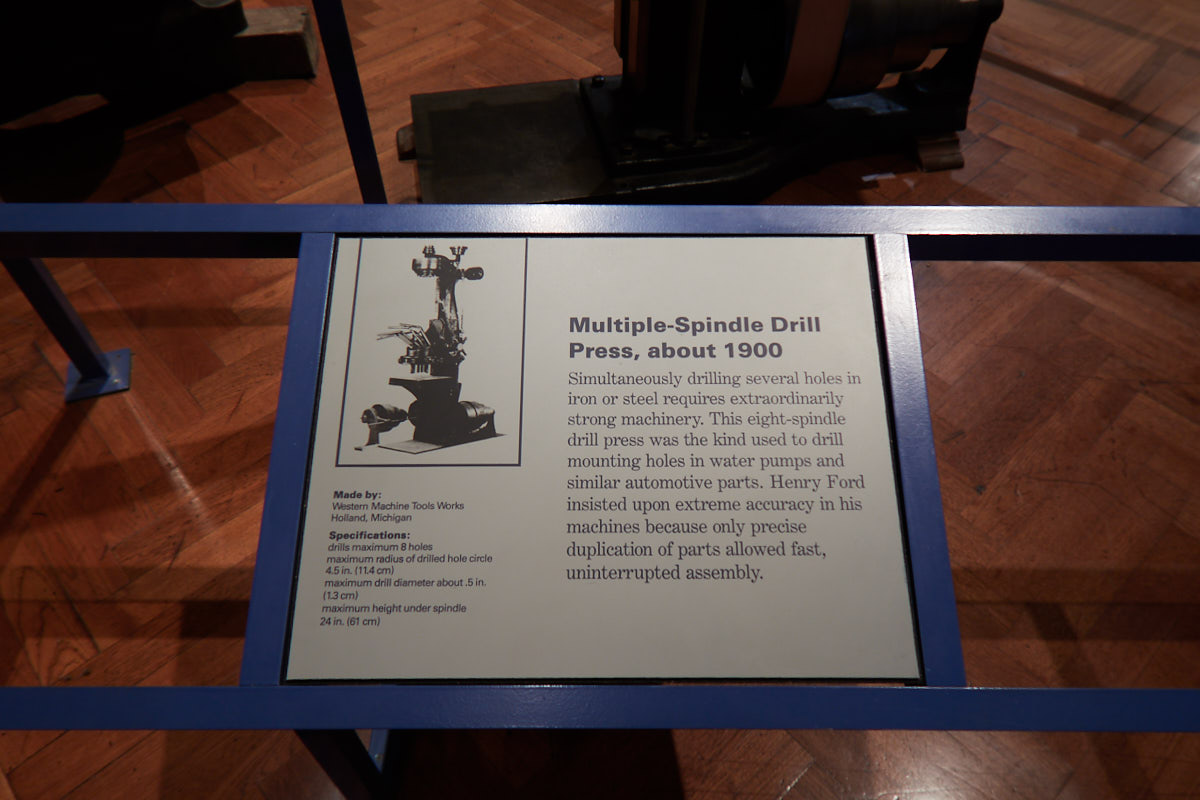 Multiple-Spindle Drill
Press, about 1900
Simultaneously drilling several holes in
iron or steel requires extraordinarily
strong machinery. This eight-spindle
drill press was the kind used to drill
mounting holes in water pumps and
similar automotive parts. Henry Ford
insisted upon extreme accuracy in his
machines because only precise
duplication of parts allowed fast,
uninterrupted assembly.
Made by:
Western Machine Tools Works
Holland, Michigan
Specifications:
drills maximum 8 holes
maximum radius of drilled hole circle
4.5 in. (11.4 cm)
maximum drill diameter about .5 in.
(1.3 cm)
maximum height under spindle
24 in. (61 cm)